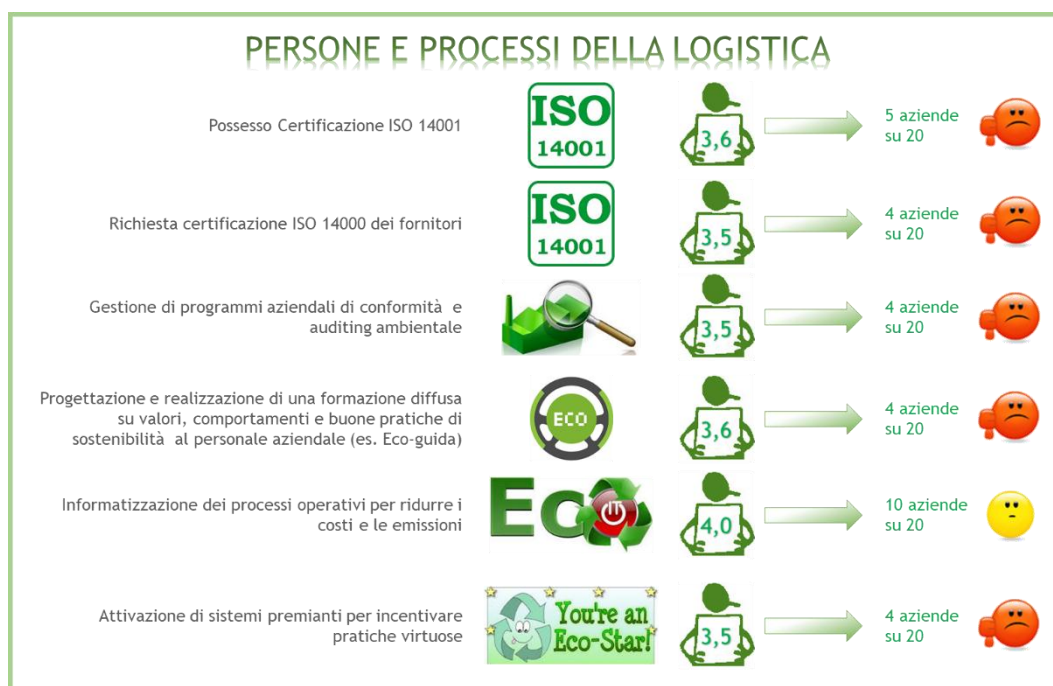 PERSONE E PROCESSI DELLA LOGISTICA
Possesso Certificazione ISO 14001
ISO
14001
3,6
5 aziende
su 20
Richiesta certificazione ISO 14000 dei fornitori
ISO
14001
3,5
4 aziende
su 20
Gestione di programmi aziendali di conformità e
auditing ambientale
3,5
4 aziende
su 20
Progettazione e realizzazione di una formazione diffusa
su valori, comportamenti e buone pratiche di
sostenibilità al personale aziendale (es. Eco-guida)
ECO
3,6
4 aziende
su 20
Informatizzazione dei processi operativi per ridurre i
costi e le emissioni
Eco
IT
4,0
10 aziende
su 20
Attivazione di sistemi premianti per incentivare
pratiche virtuose
You're an
Eco-Star!
3,5
4 aziende
su 20